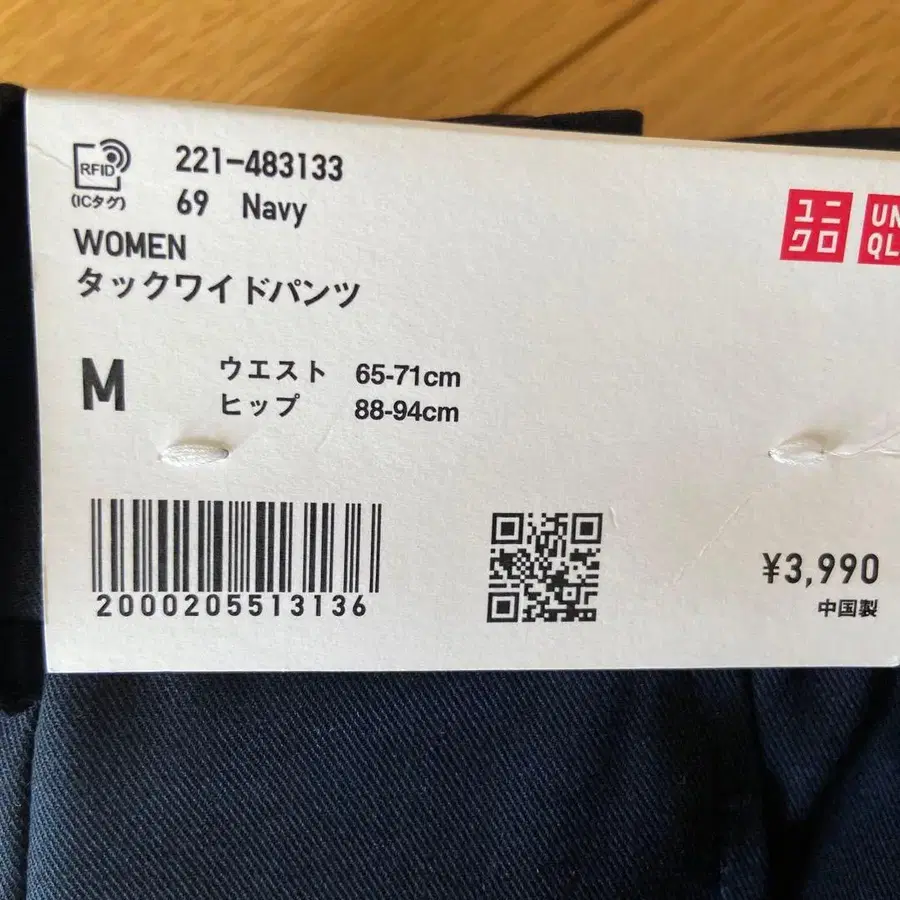 RFID
(ICタグ)
221-483133
69 Navy
WOMEN
タックワイドパンツ
ユニ
クロ
UN
QL
M
ウエスト 65-71cm
ヒップ 88-94cm
2000205513136
¥3,990
中国製